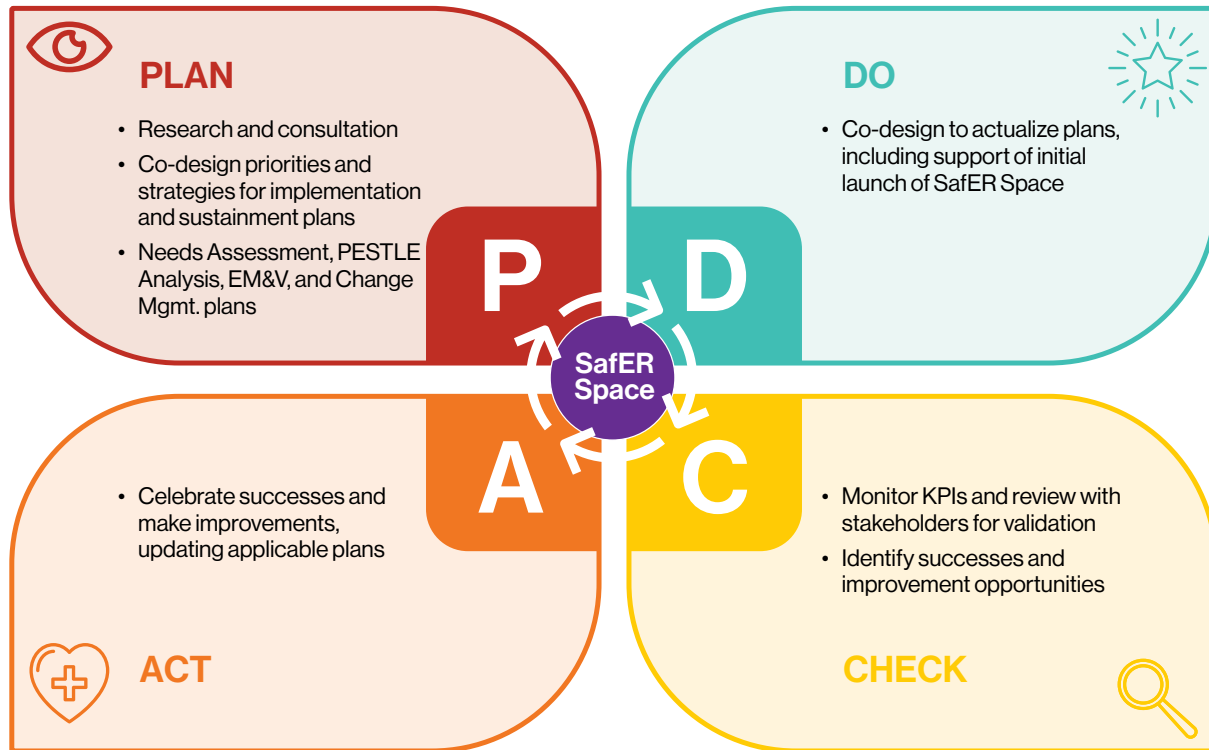 PLAN
• Research and consultation
• Co-design priorities and
strategies for implementation
and sustainment plans
• Needs Assessment, PESTLE
Analysis, EM&V, and Change
Mgmt. plans
P
DO
• Co-design to actualize plans,
including support of initial
launch of SafER Space
D
SafER
Space
A
• Celebrate successes and
make improvements,
updating applicable plans
ACT
C
• Monitor KPIs and review with
stakeholders for validation
• Identify successes and
improvement opportunities
CHECK